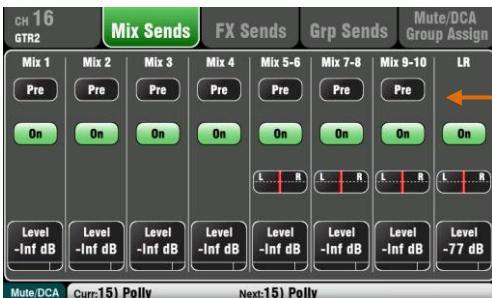 CH 16
GTR2
Mix Sends
FX Sends
Grp Sends
Mute/DCA
Group Assign
Mix 1 Mix 2 Mix 3 Mix 4 Mix 5-6 Mix 7-8 Mix 9-10 LR
Pre Pre Pre Pre Pre Pre Pre
On On On On On On On On
L R L R L R L R
Level Level Level Level Level Level Level Level
-Inf dB -Inf dB -Inf dB -Inf dB -Inf dB -Inf dB -Inf dB -77 dB
Mute/DCA Curr:15) Polly Next:15) Polly